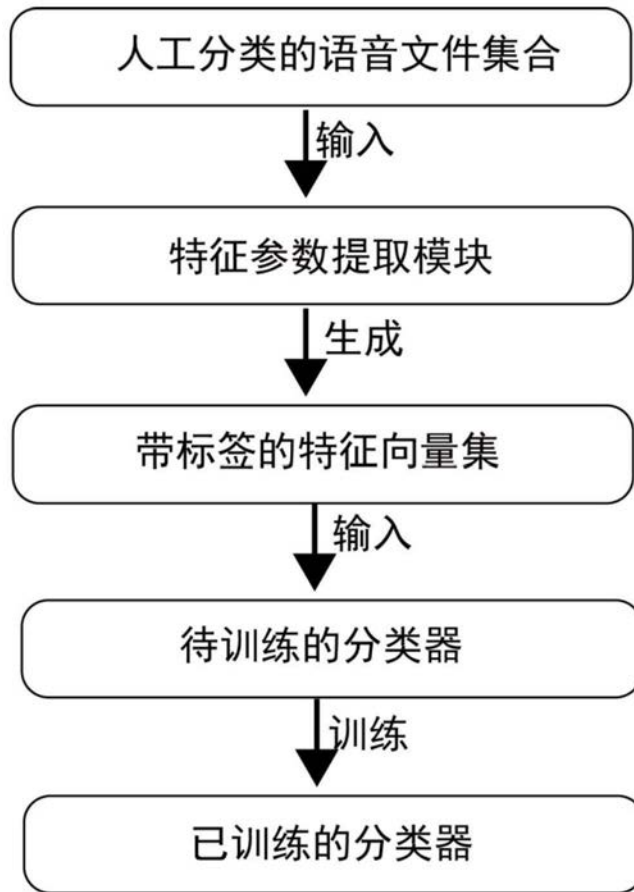 人工分类的语音文件集合
输入
特征参数提取模块
生成
带标签的特征向量集
输入
待训练的分类器
训练
已训练的分类器